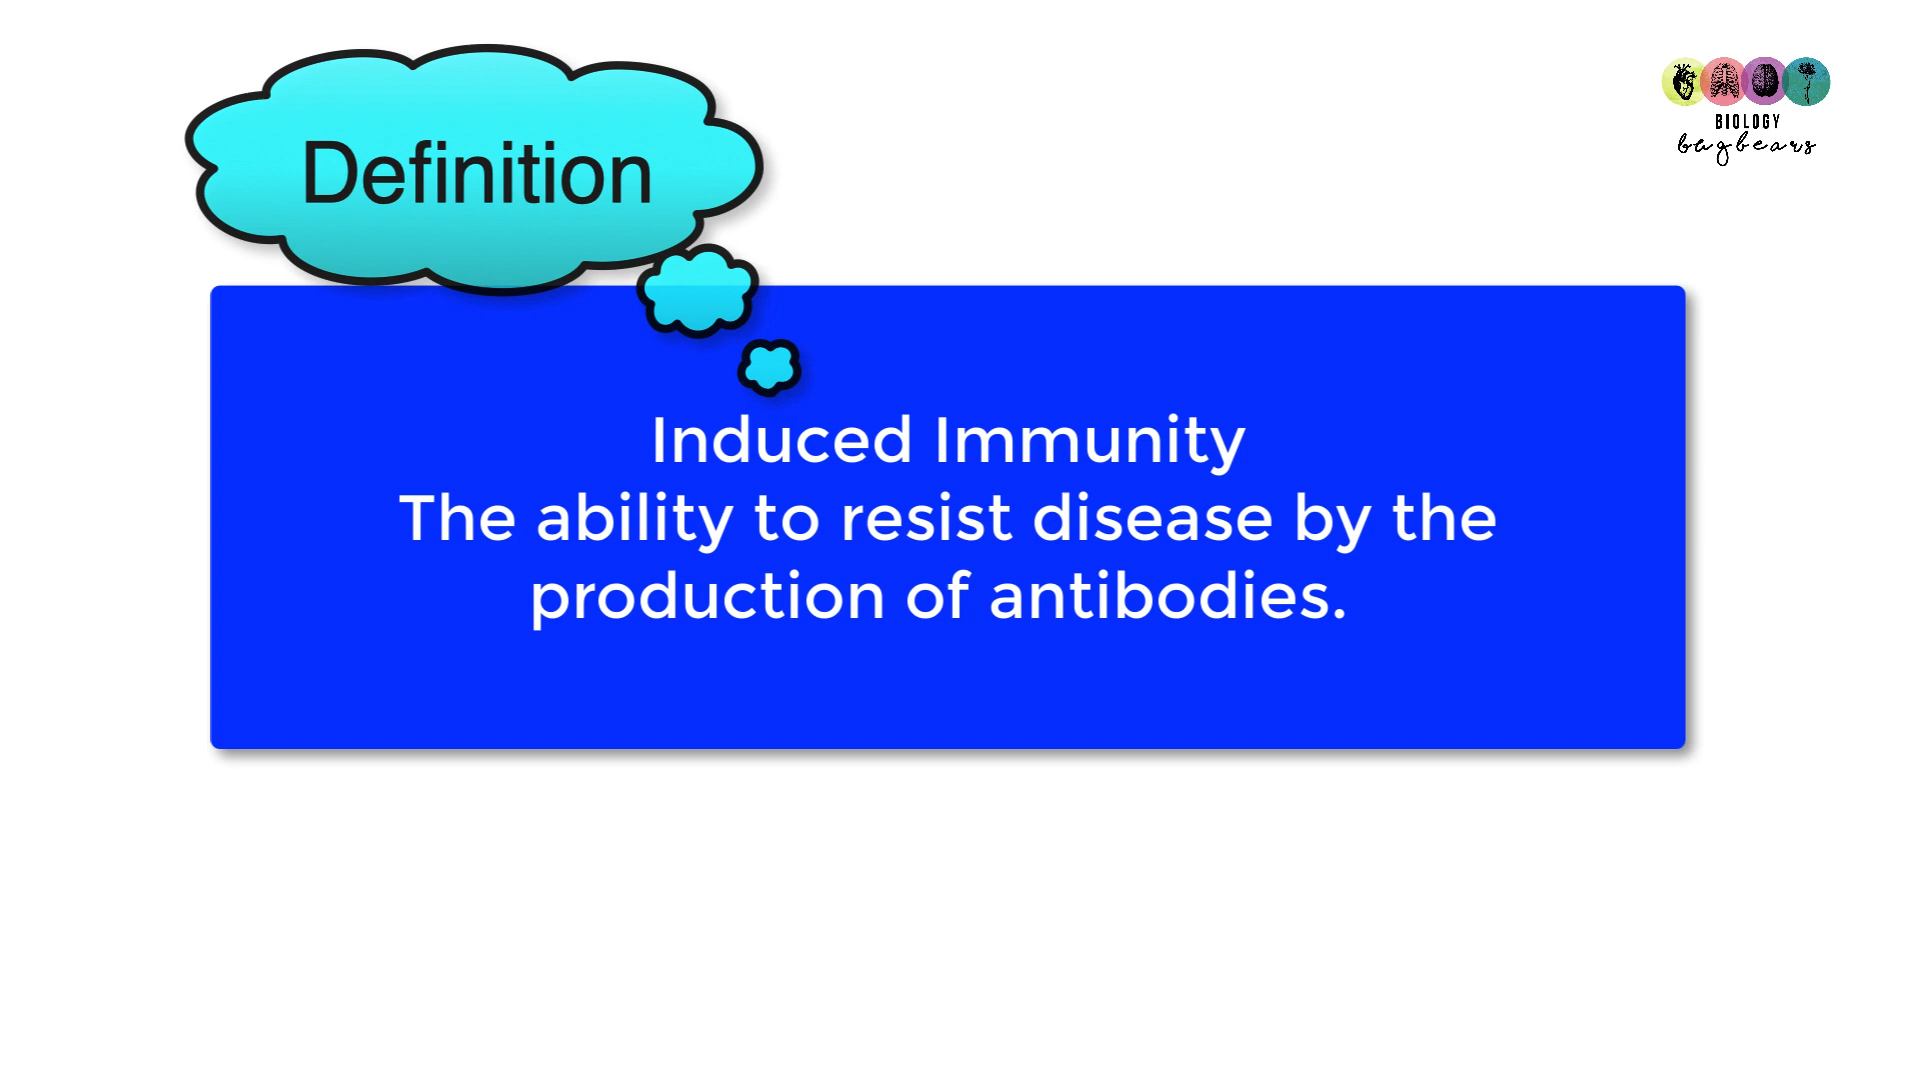 Definition
BIOLOGY
bugbears
Induced Immunity
The ability to resist disease by the
production of antibodies.